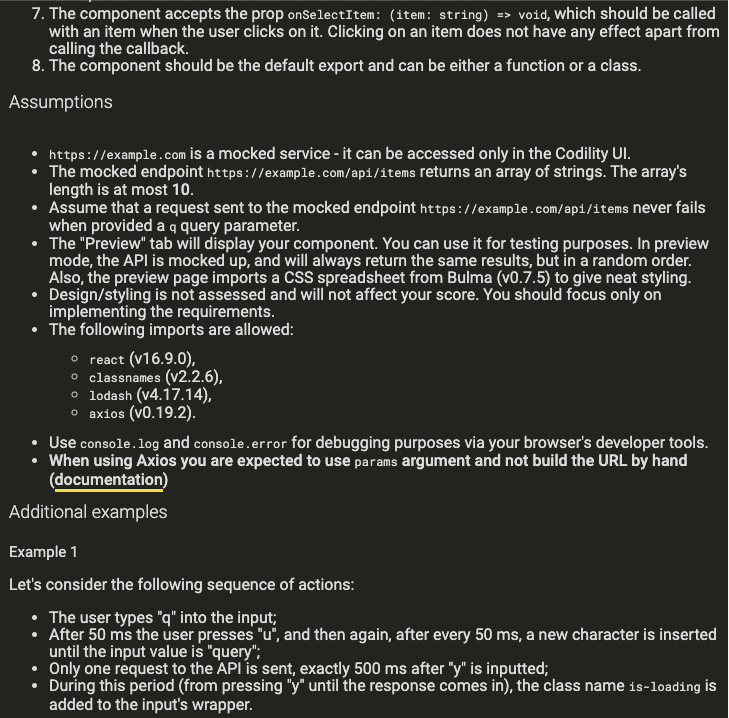 7. The component accepts the prop onSelectItem: (item: string) => void, which should be called
with an item when the user clicks on it. Clicking on an item does not have any effect apart from
calling the callback.
8. The component should be the default export and can be either a function or a class.
Assumptions
• https://example.com is a mocked service - it can be accessed only in the Codility UI.
• The mocked endpoint https://example.com/api/items returns an array of strings. The array's
length is at most 10.
• Assume that a request sent to the mocked endpoint https://example.com/api/items never fails
when provided a q query parameter.
• The "Preview" tab will display your component. You can use it for testing purposes. In preview
mode, the API is mocked up, and will always return the same results, but in a random order.
Also, the preview page imports a CSS spreadsheet from Bulma (v0.7.5) to give neat styling.
• Design/styling is not assessed and will not affect your score. You should focus only on
implementing the requirements.
• The following imports are allowed:
◦ react (v16.9.0),
◦ classnames (v2.2.6),
◦ lodash (v4.17.14),
◦ axios (v0.19.2).
• Use console.log and console.error for debugging purposes via your browser's developer tools.
• When using Axios you are expected to use params argument and not build the URL by hand
(documentation)
Additional examples
Example 1
Let's consider the following sequence of actions:
• The user types "q" into the input;
• After 50 ms the user presses "u", and then again, after every 50 ms, a new character is inserted
until the input value is "query";
• Only one request to the API is sent, exactly 500 ms after "y" is inputted;
• During this period (from pressing "y" until the response comes in), the class name is-loading is
added to the input's wrapper.